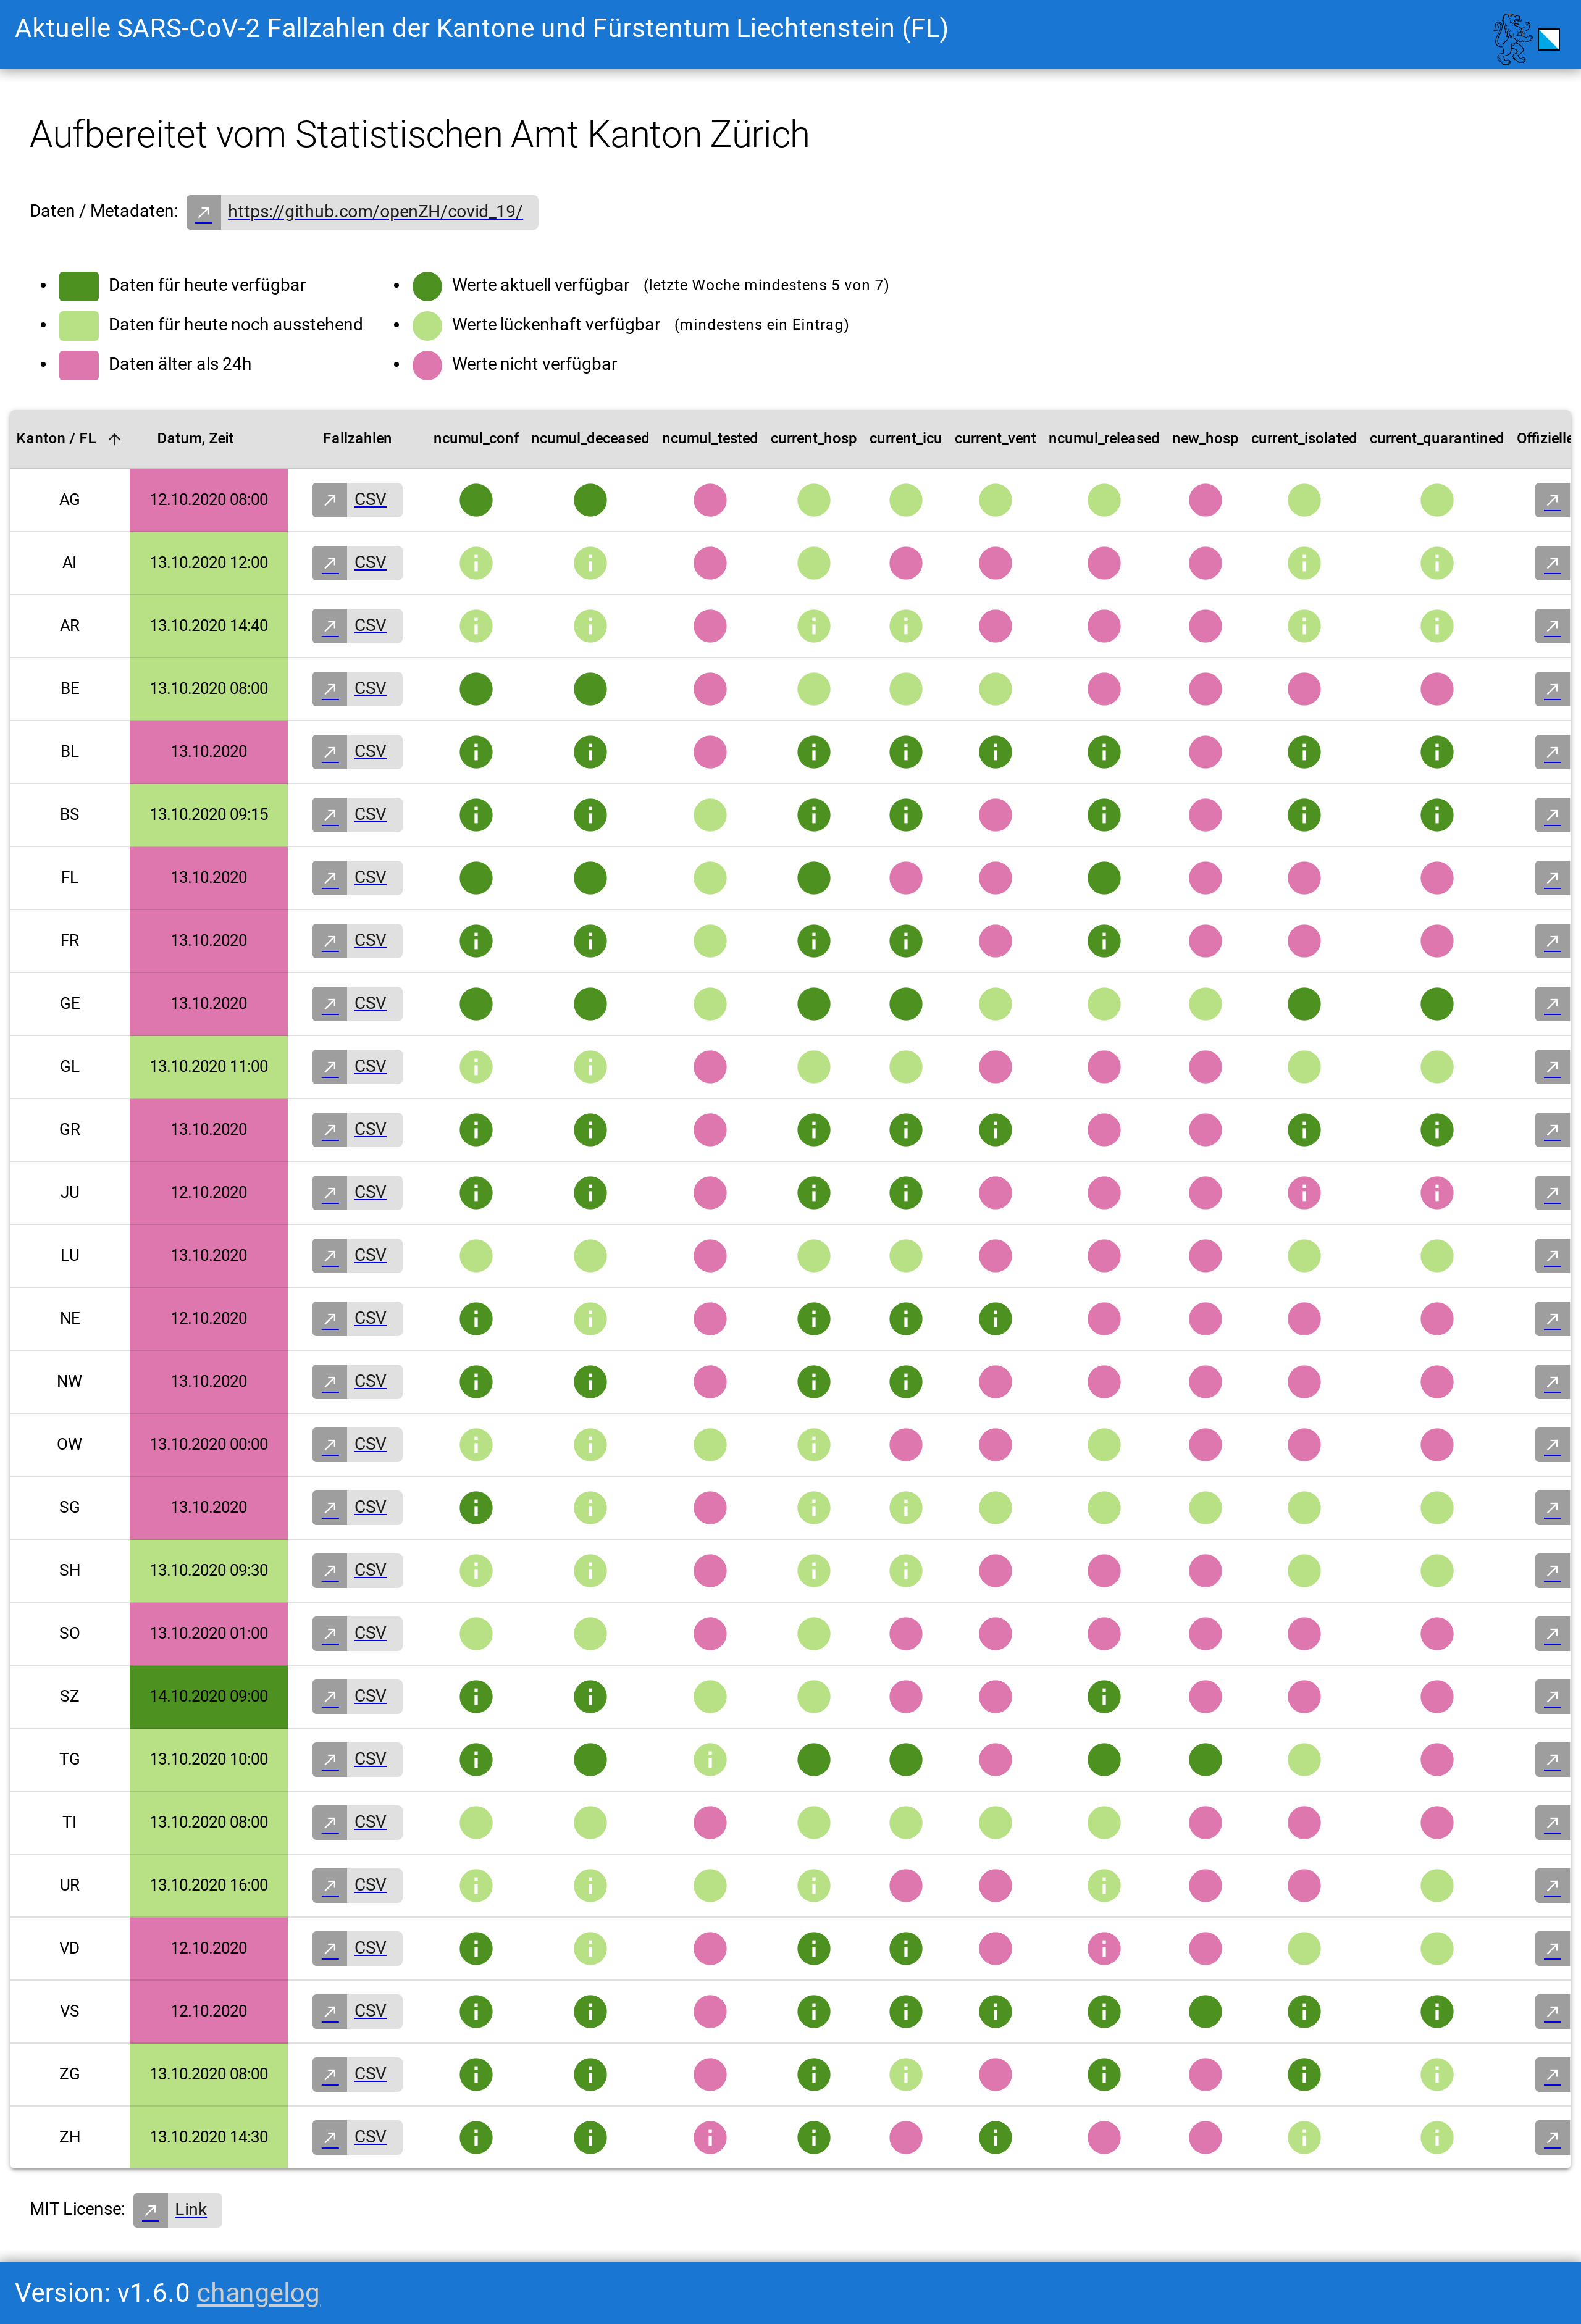 Aktuelle SARS-CoV-2 Fallzahlen der Kantone und Fürstentum Liechtenstein (FL)
Aufbereitet vom Statistischen Amt Kanton Zürich
Daten / Metadaten: https://github.com/openZH/covid_19/
Daten für heute verfügbar
Daten für heute noch ausstehend
Daten älter als 24h
Werte aktuell verfügbar (letzte Woche mindestens 5 von 7)
Werte lückenhaft verfügbar (mindestens ein Eintrag)
Werte nicht verfügbar
Kanton / FL Datum, Zeit Fallzahlen ncumul_conf ncumul_deceased ncumul_tested current_hosp current_icu current_vent ncumul_released new_hosp current_isolated current_quarantined Offizielle
AG 12.10.2020 08:00 CSV
AI 13.10.2020 12:00 CSV
AR 13.10.2020 14:40 CSV
BE 13.10.2020 08:00 CSV
BL 13.10.2020 CSV
BS 13.10.2020 09:15 CSV
FL 13.10.2020 CSV
FR 13.10.2020 CSV
GE 13.10.2020 CSV
GL 13.10.2020 11:00 CSV
GR 13.10.2020 CSV
JU 12.10.2020 CSV
LU 13.10.2020 CSV
NE 12.10.2020 CSV
NW 13.10.2020 CSV
OW 13.10.2020 00:00 CSV
SG 13.10.2020 CSV
SH 13.10.2020 09:30 CSV
SO 13.10.2020 01:00 CSV
SZ 14.10.2020 09:00 CSV
TG 13.10.2020 10:00 CSV
TI 13.10.2020 08:00 CSV
UR 13.10.2020 16:00 CSV
VD 12.10.2020 CSV
VS 12.10.2020 CSV
ZG 13.10.2020 08:00 CSV
ZH 13.10.2020 14:30 CSV
MIT License: Link
Version: v1.6.0 changelog